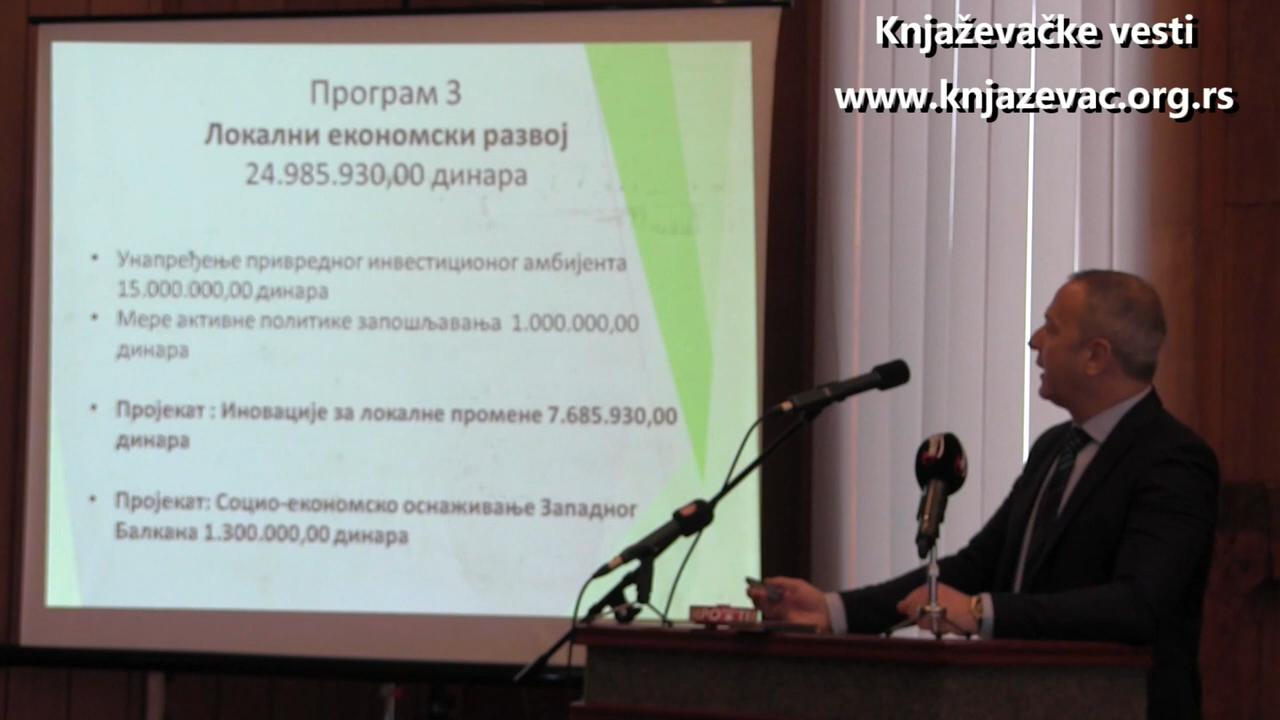 Knjaževačke vesti
www.knjazevac.org.rs
Програм 3
Локални економски развој
24.985.930,00 динара
• Унапређење привредног инвестиционог амбијента
15.000.000,00 динара
• Мере активне политике запошљавања 1.000.000,00
динара
• Пројекат : Иновације за локалне промене 7.685.930,00
динара
• Пројекат: Социо-економско оснаживање Западног
Балкана 1.300.000,00 динара